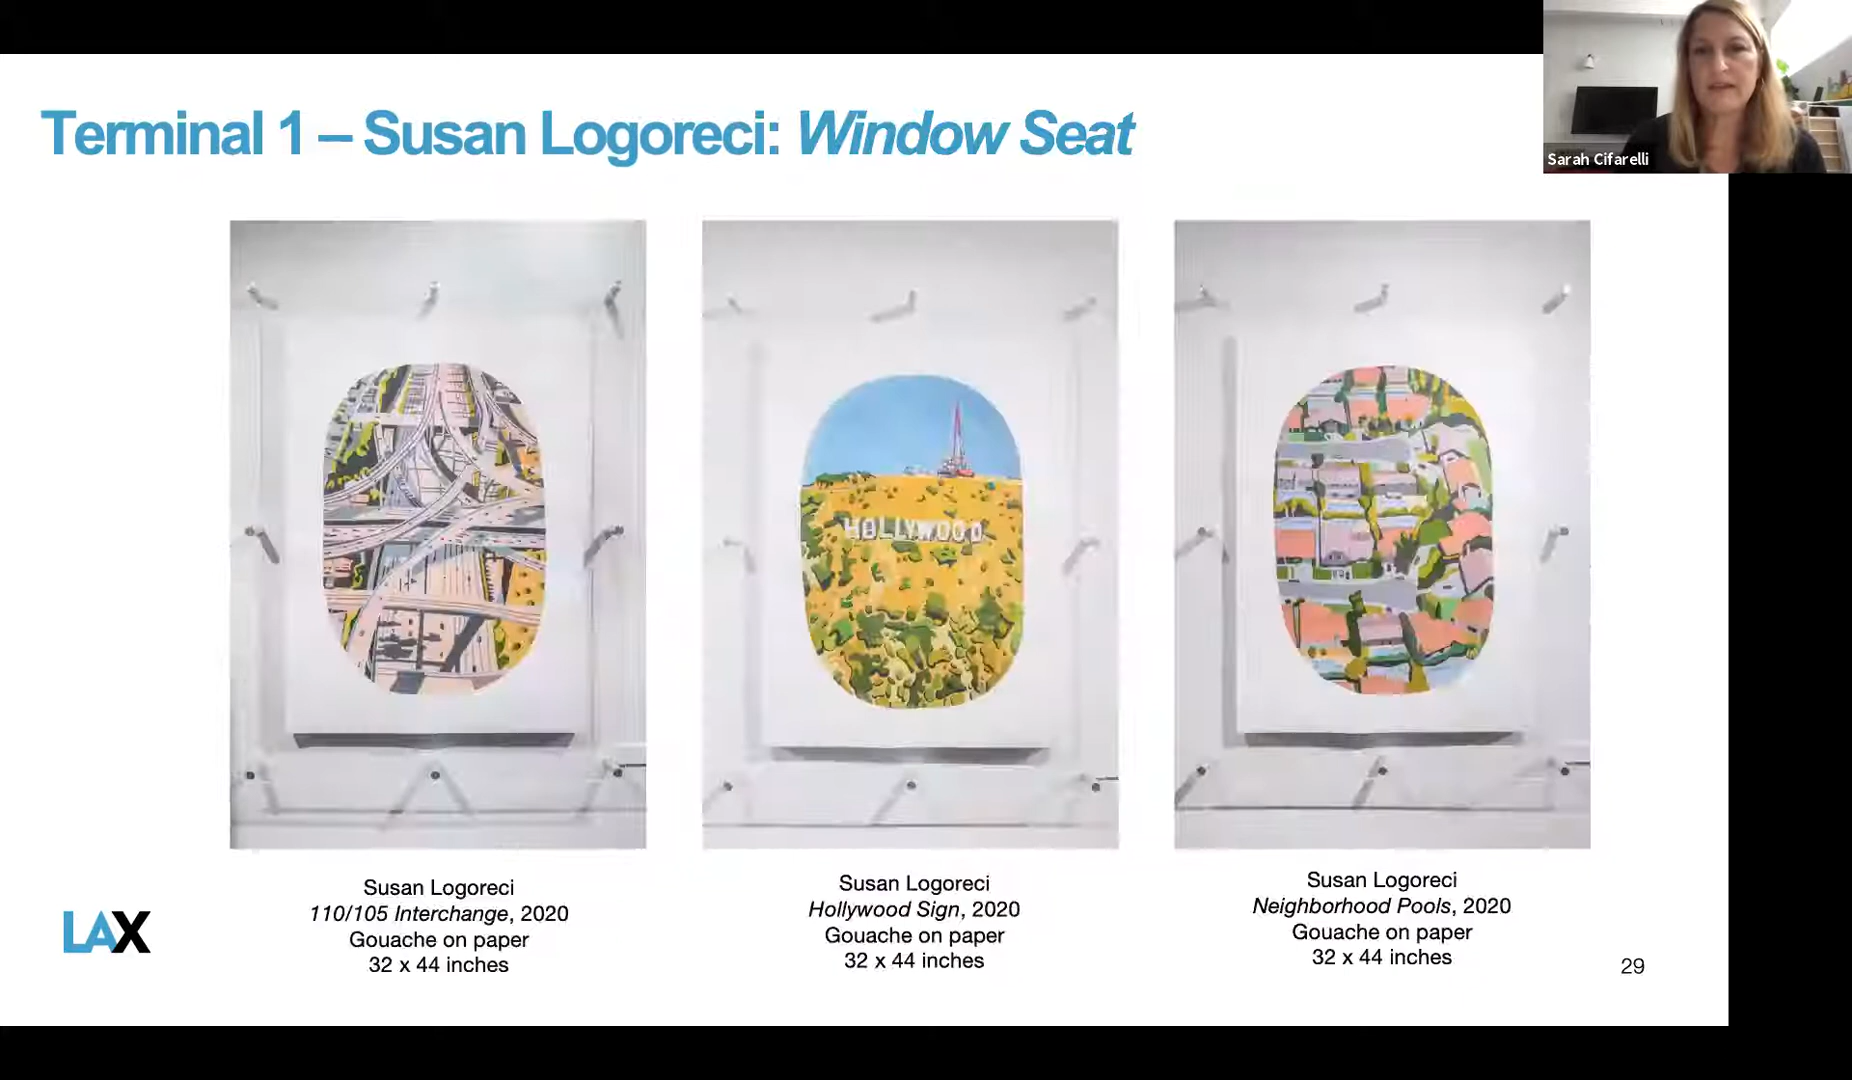 Sarah Cifarelli
Terminal 1 – Susan Logoreci: Window Seat
HOLLYWOOD
Susan Logoreci
110/105 Interchange, 2020
Gouache on paper
32 x 44 inches
Susan Logoreci
Hollywood Sign, 2020
Gouache on paper
32 x 44 inches
Susan Logoreci
Neighborhood Pools, 2020
Gouache on paper
32 x 44 inches
LAX
29